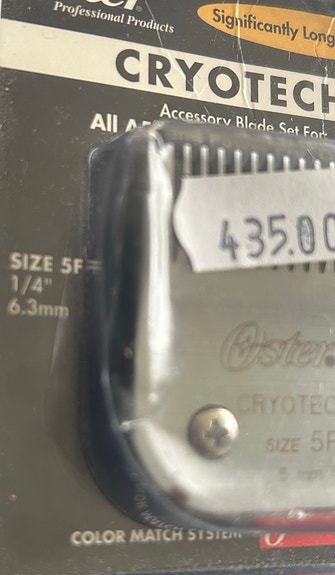 Professional Products
Significantly Long
CRYOTECH
Accessory Blade Set For:
All
435.00
SIZE 5F
1/4"
6.3mm
Oster
CRYOTEC
SIZE 5F
COLOR MATCH SYSTEM